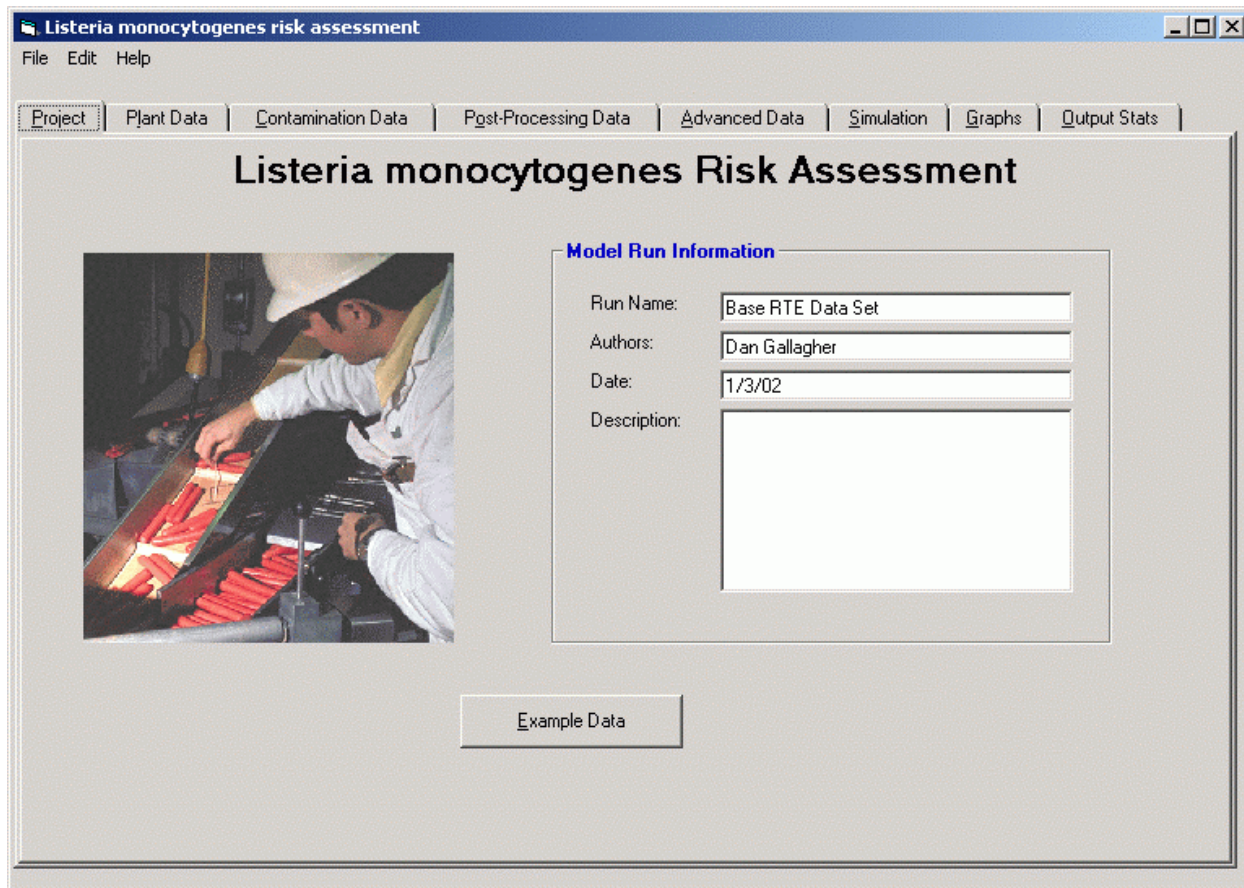 Listeria monocytogenes risk assessment
File Edit Help
Project Plant Data Contamination Data Post-Processing Data Advanced Data Simulation Graphs Output Stats
Listeria monocytogenes Risk Assessment
Model Run Information
Run Name: Base RTE Data Set
Authors: Dan Gallagher
Date: 1/3/02
Description:
Example Data